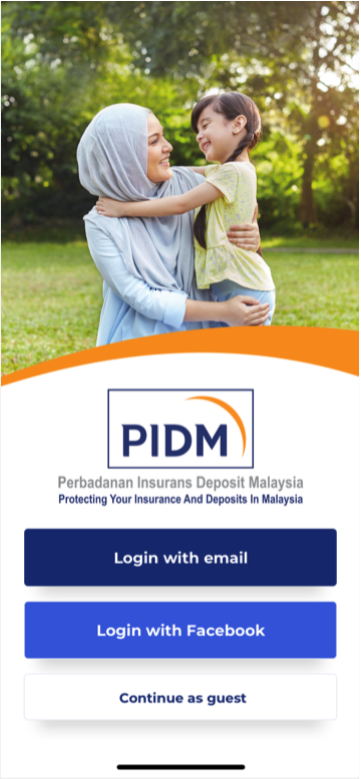 PIDM
Perbadanan Insurans Deposit Malaysia
Protecting Your Insurance And Deposits In Malaysia
Login with email
Login with Facebook
Continue as guest